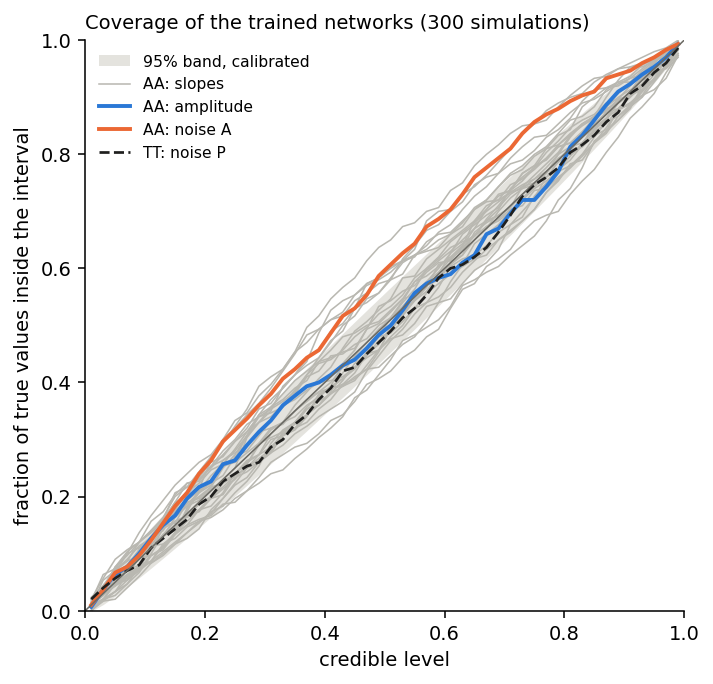 Coverage of the trained networks (300 simulations)
1.0
0.8
0.6
0.4
0.2
0.0
fraction of true values inside the interval
95% band, calibrated
AA: slopes
AA: amplitude
AA: noise A
TT: noise P
0.0 0.2 0.4 0.6 0.8 1.0
credible level